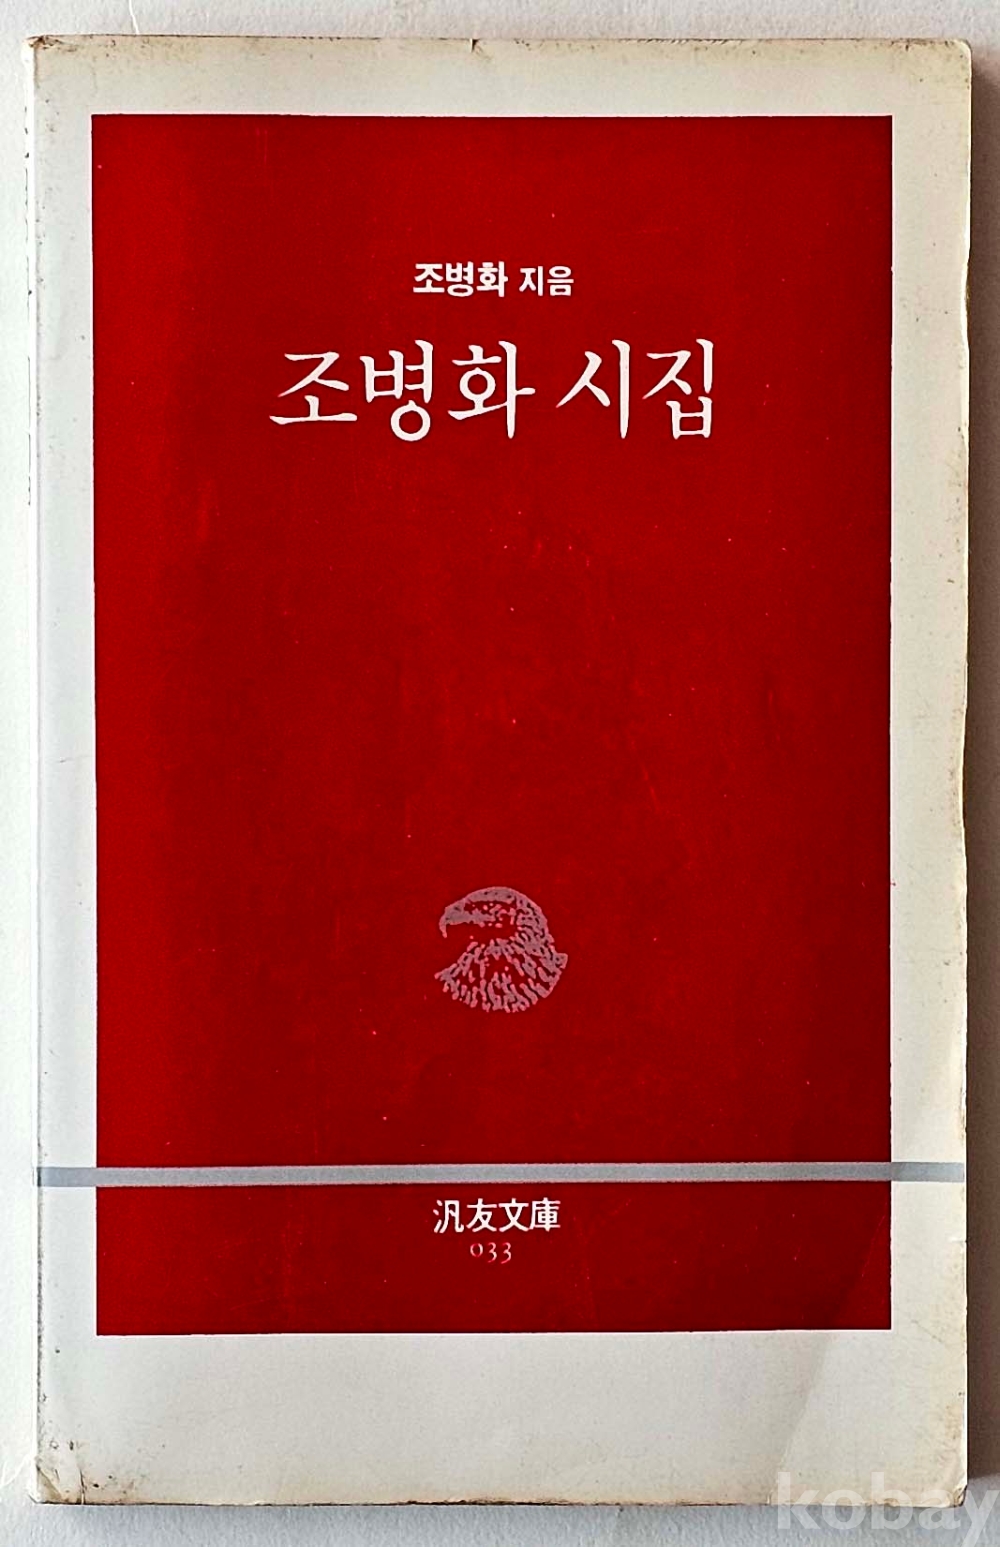 조병화 지음
조병화 시집
汎友文庫
033
kobay